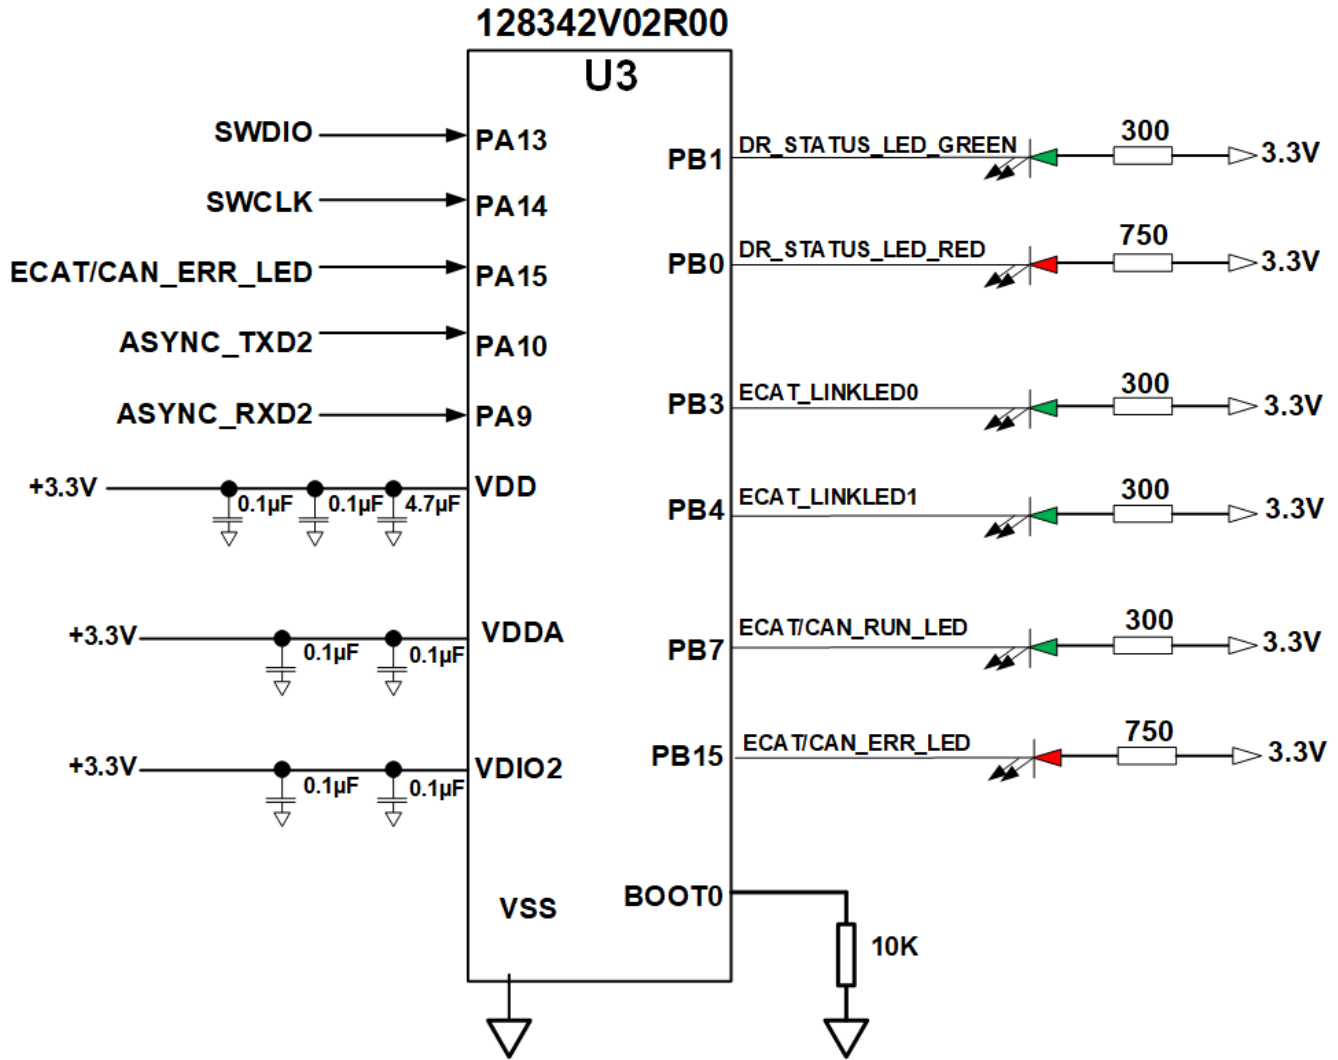 128342V02R00
U3
SWDIO
PA13
SWCLK
PA14
ECAT/CAN_ERR_LED
PA15
ASYNC_TXD2
PA10
ASYNC_RXD2
PA9
+3.3V
0.1µF
0.1µF
4.7µF
VDD
+3.3V
0.1µF
0.1µF
VDDA
+3.3V
0.1µF
0.1µF
VDIO2
VSS
PB1
DR_STATUS_LED_GREEN
300
3.3V
PB0
DR_STATUS_LED_RED
750
3.3V
PB3
ECAT_LINKLED0
300
3.3V
PB4
ECAT_LINKLED1
300
3.3V
PB7
ECAT/CAN_RUN_LED
300
3.3V
PB15
ECAT/CAN_ERR_LED
750
3.3V
BOOT0
10K